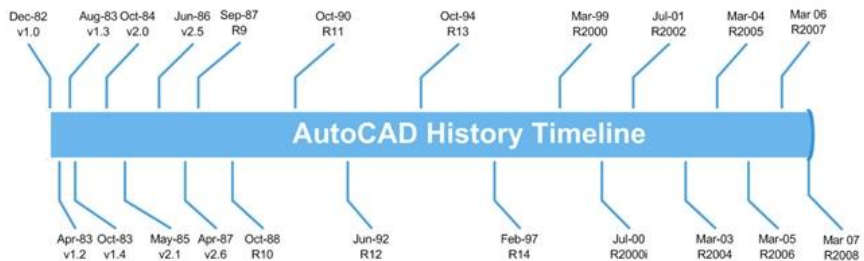 Dec-82
v1.0
Aug-83
v1.3
Oct-84
v2.0
Jun-86
v2.5
Sep-87
R9
Oct-90
R11
Oct-94
R13
Mar-99
R2000
Jul-01
R2002
Mar-04
R2005
Mar 06
R2007
AutoCAD History Timeline
Apr-83
v1.2
Oct-83
v1.4
May-85
v2.1
Apr-87
v2.6
Oct-88
R10
Jun-92
R12
Feb-97
R14
Jul-00
R2000i
Mar-03
R2004
Mar-05
R2006
Mar 07
R2008